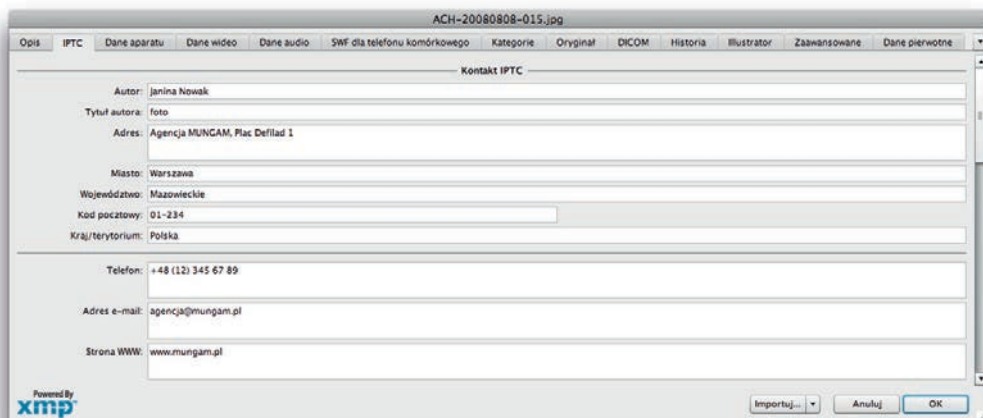 ACH-20080808-015.jpg
Opis IPTC Dane aparatu Dane wideo Dane audio SWF dla telefonu komórkowego Kategorie Oryginał DICOM Historia Illustrator Zaawansowane Dane pierwotne
Kontakt IPTC
Autor: Janina Nowak
Tytuł autora: foto
Adres: Agencja MUNGAM, Plac Defilad 1
Miasto: Warszawa
Województwo: Mazowieckie
Kod pocztowy: 01-234
Kraj/terytorium: Polska
Telefon: +48 (12) 345 67 89
Adres e-mail: agencja@mungam.pl
Strona WWW: www.mungam.pl
Powered By
xmp
Importuj... Anuluj OK